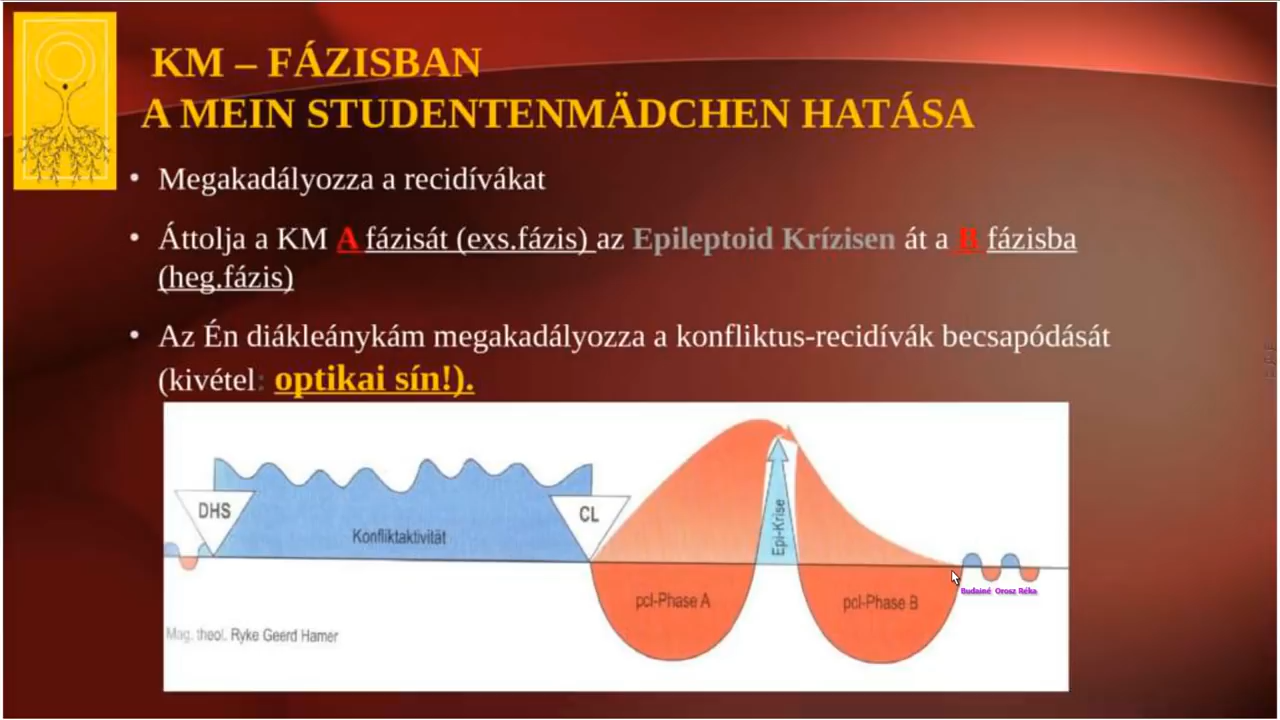 KM – FÁZISBAN
A MEIN STUDENTENMÄDCHEN HATÁSA
• Megakadályozza a recidívákat
• Áttolja a KM A fázisát (exs.fázis) az Epileptoid Krízisen át a B fázisba
(heg.fázis)
• Az Én diákleánykám megakadályozza a konfliktus-recidívák becsapódását
(kivétel: optikai sín!).
DHS
Konfliktaktivität
CL
Epi-Krise
pcl-Phase A
pcl-Phase B
Budainé Orosz Réka
Mag. theol. Ryke Geerd Hamer